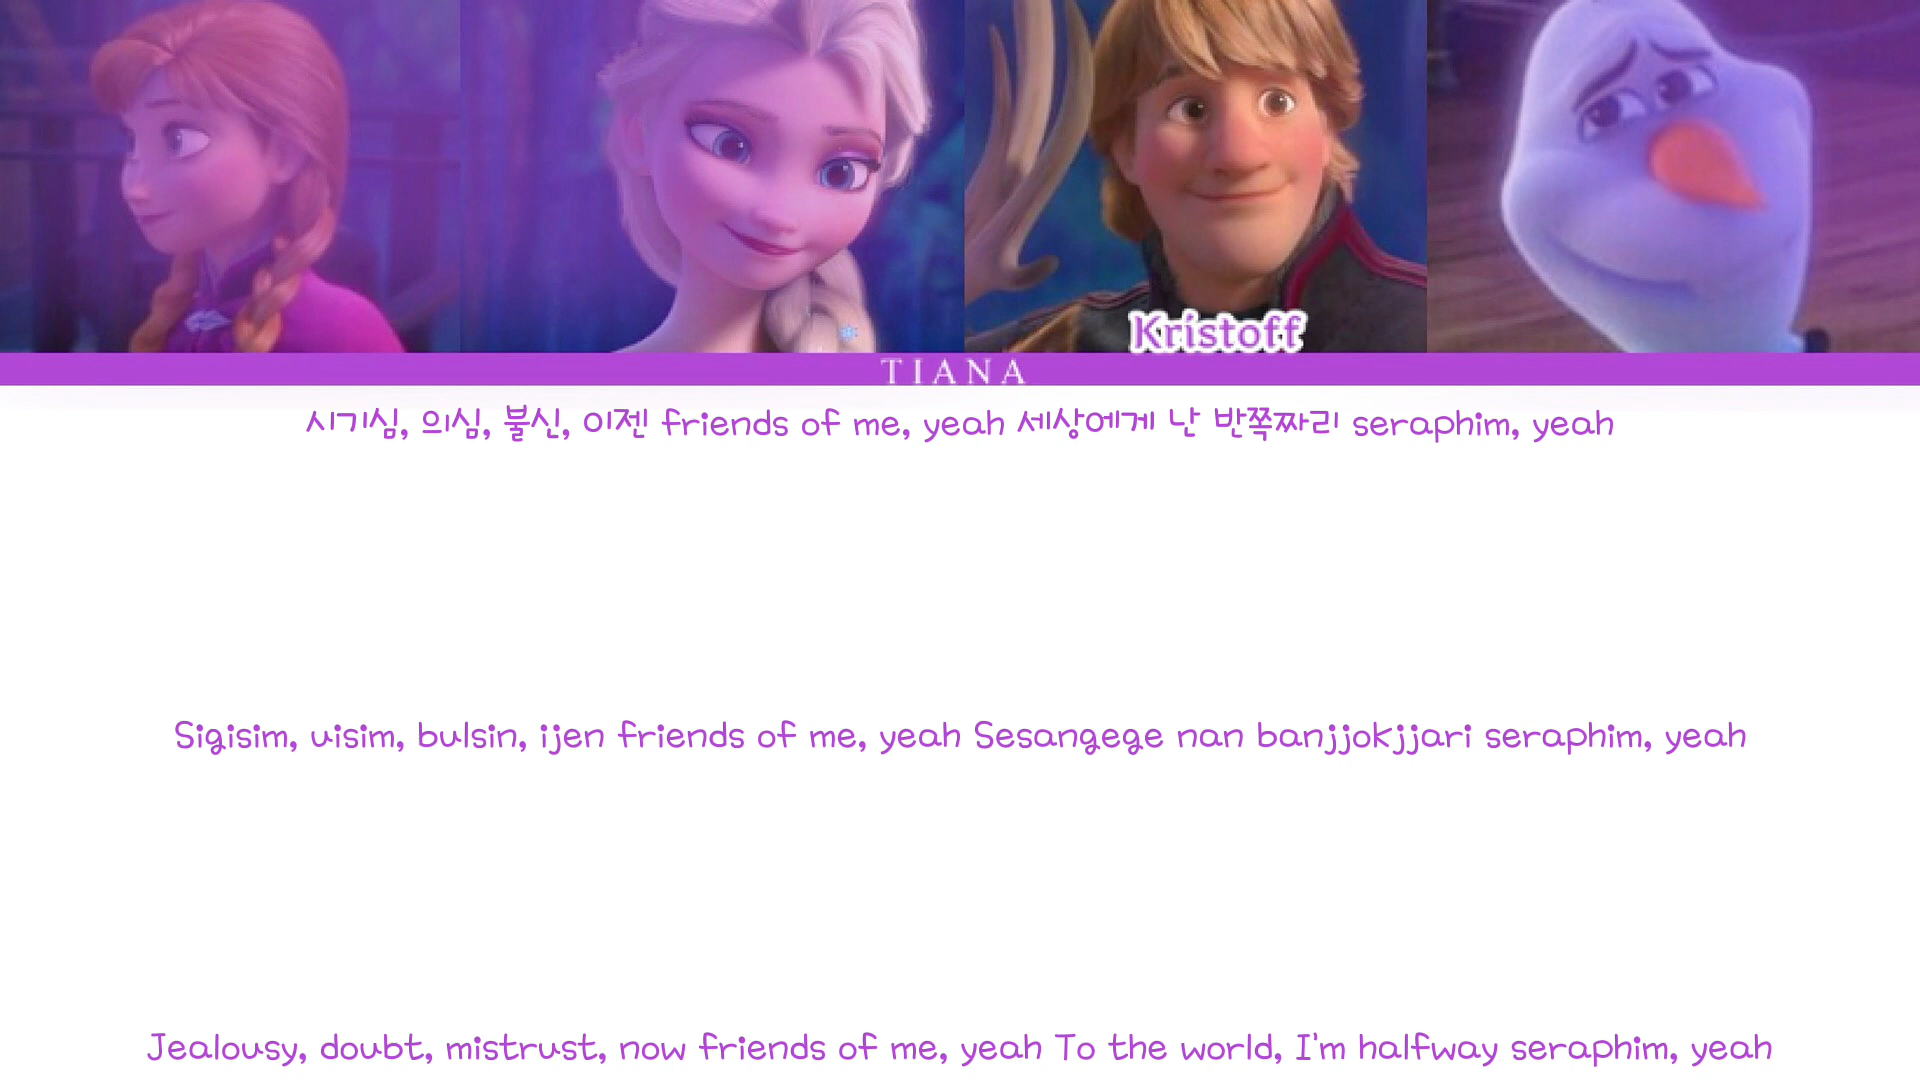 Kristoff
TIANA
시기심, 의심, 불신, 이젠 friends of me, yeah 세상에게 난 반쪽짜리 seraphim, yeah
Sigisim, uisim, bulsin, ijen friends of me, yeah Sesangege nan banjjokjjari seraphim, yeah
Jealousy, doubt, mistrust, now friends of me, yeah To the world, I'm halfway seraphim, yeah